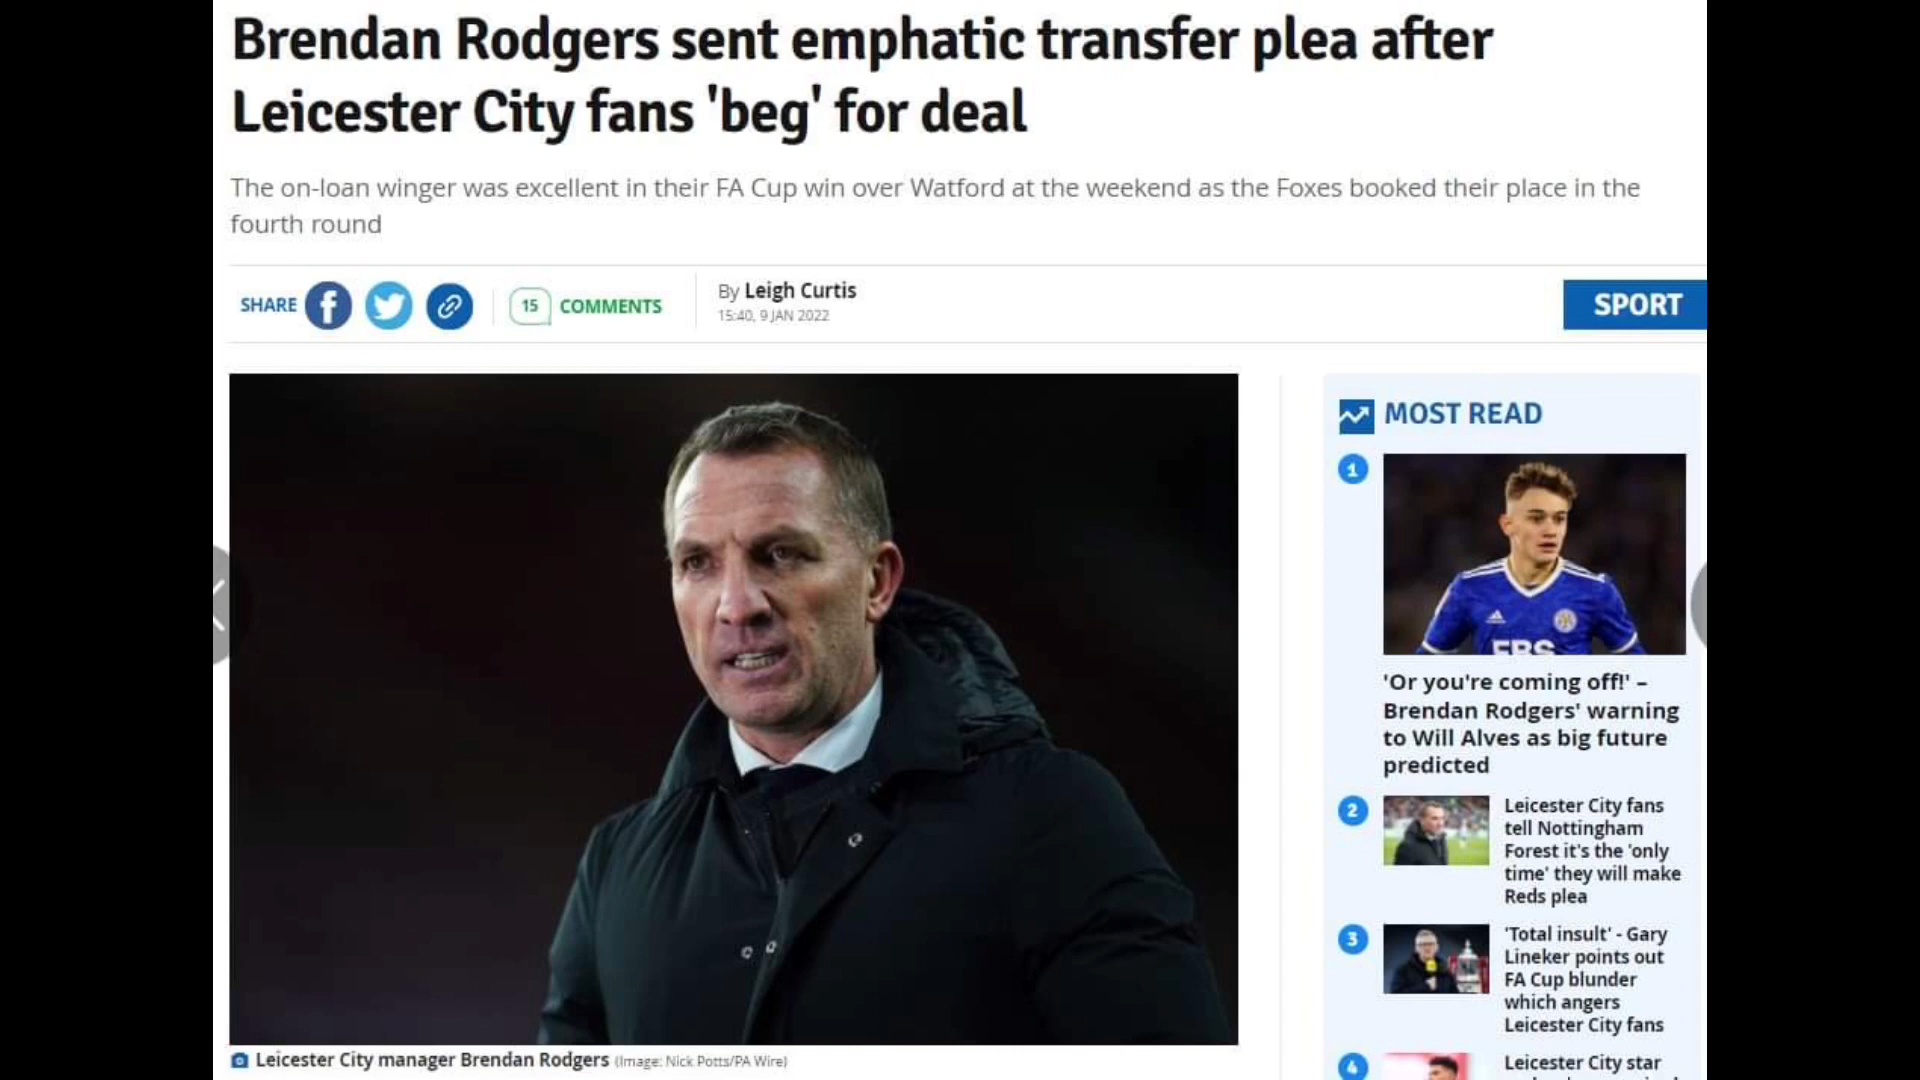 Brendan Rodgers sent emphatic transfer plea after
Leicester City fans 'beg' for deal
The on-loan winger was excellent in their FA Cup win over Watford at the weekend as the Foxes booked their place in the
fourth round
SHARE
15 COMMENTS
By Leigh Curtis
15:40, 9 JAN 2022
SPORT
Leicester City manager Brendan Rodgers (Image: Nick Potts/PA Wire)
MOST READ
1
FBS
'Or you're coming off!' –
Brendan Rodgers' warning
to Will Alves as big future
predicted
2
Leicester City fans
tell Nottingham
Forest it's the 'only
time' they will make
Reds plea
3
'Total insult' - Gary
Lineker points out
FA Cup blunder
which angers
Leicester City fans
4
Leicester City star